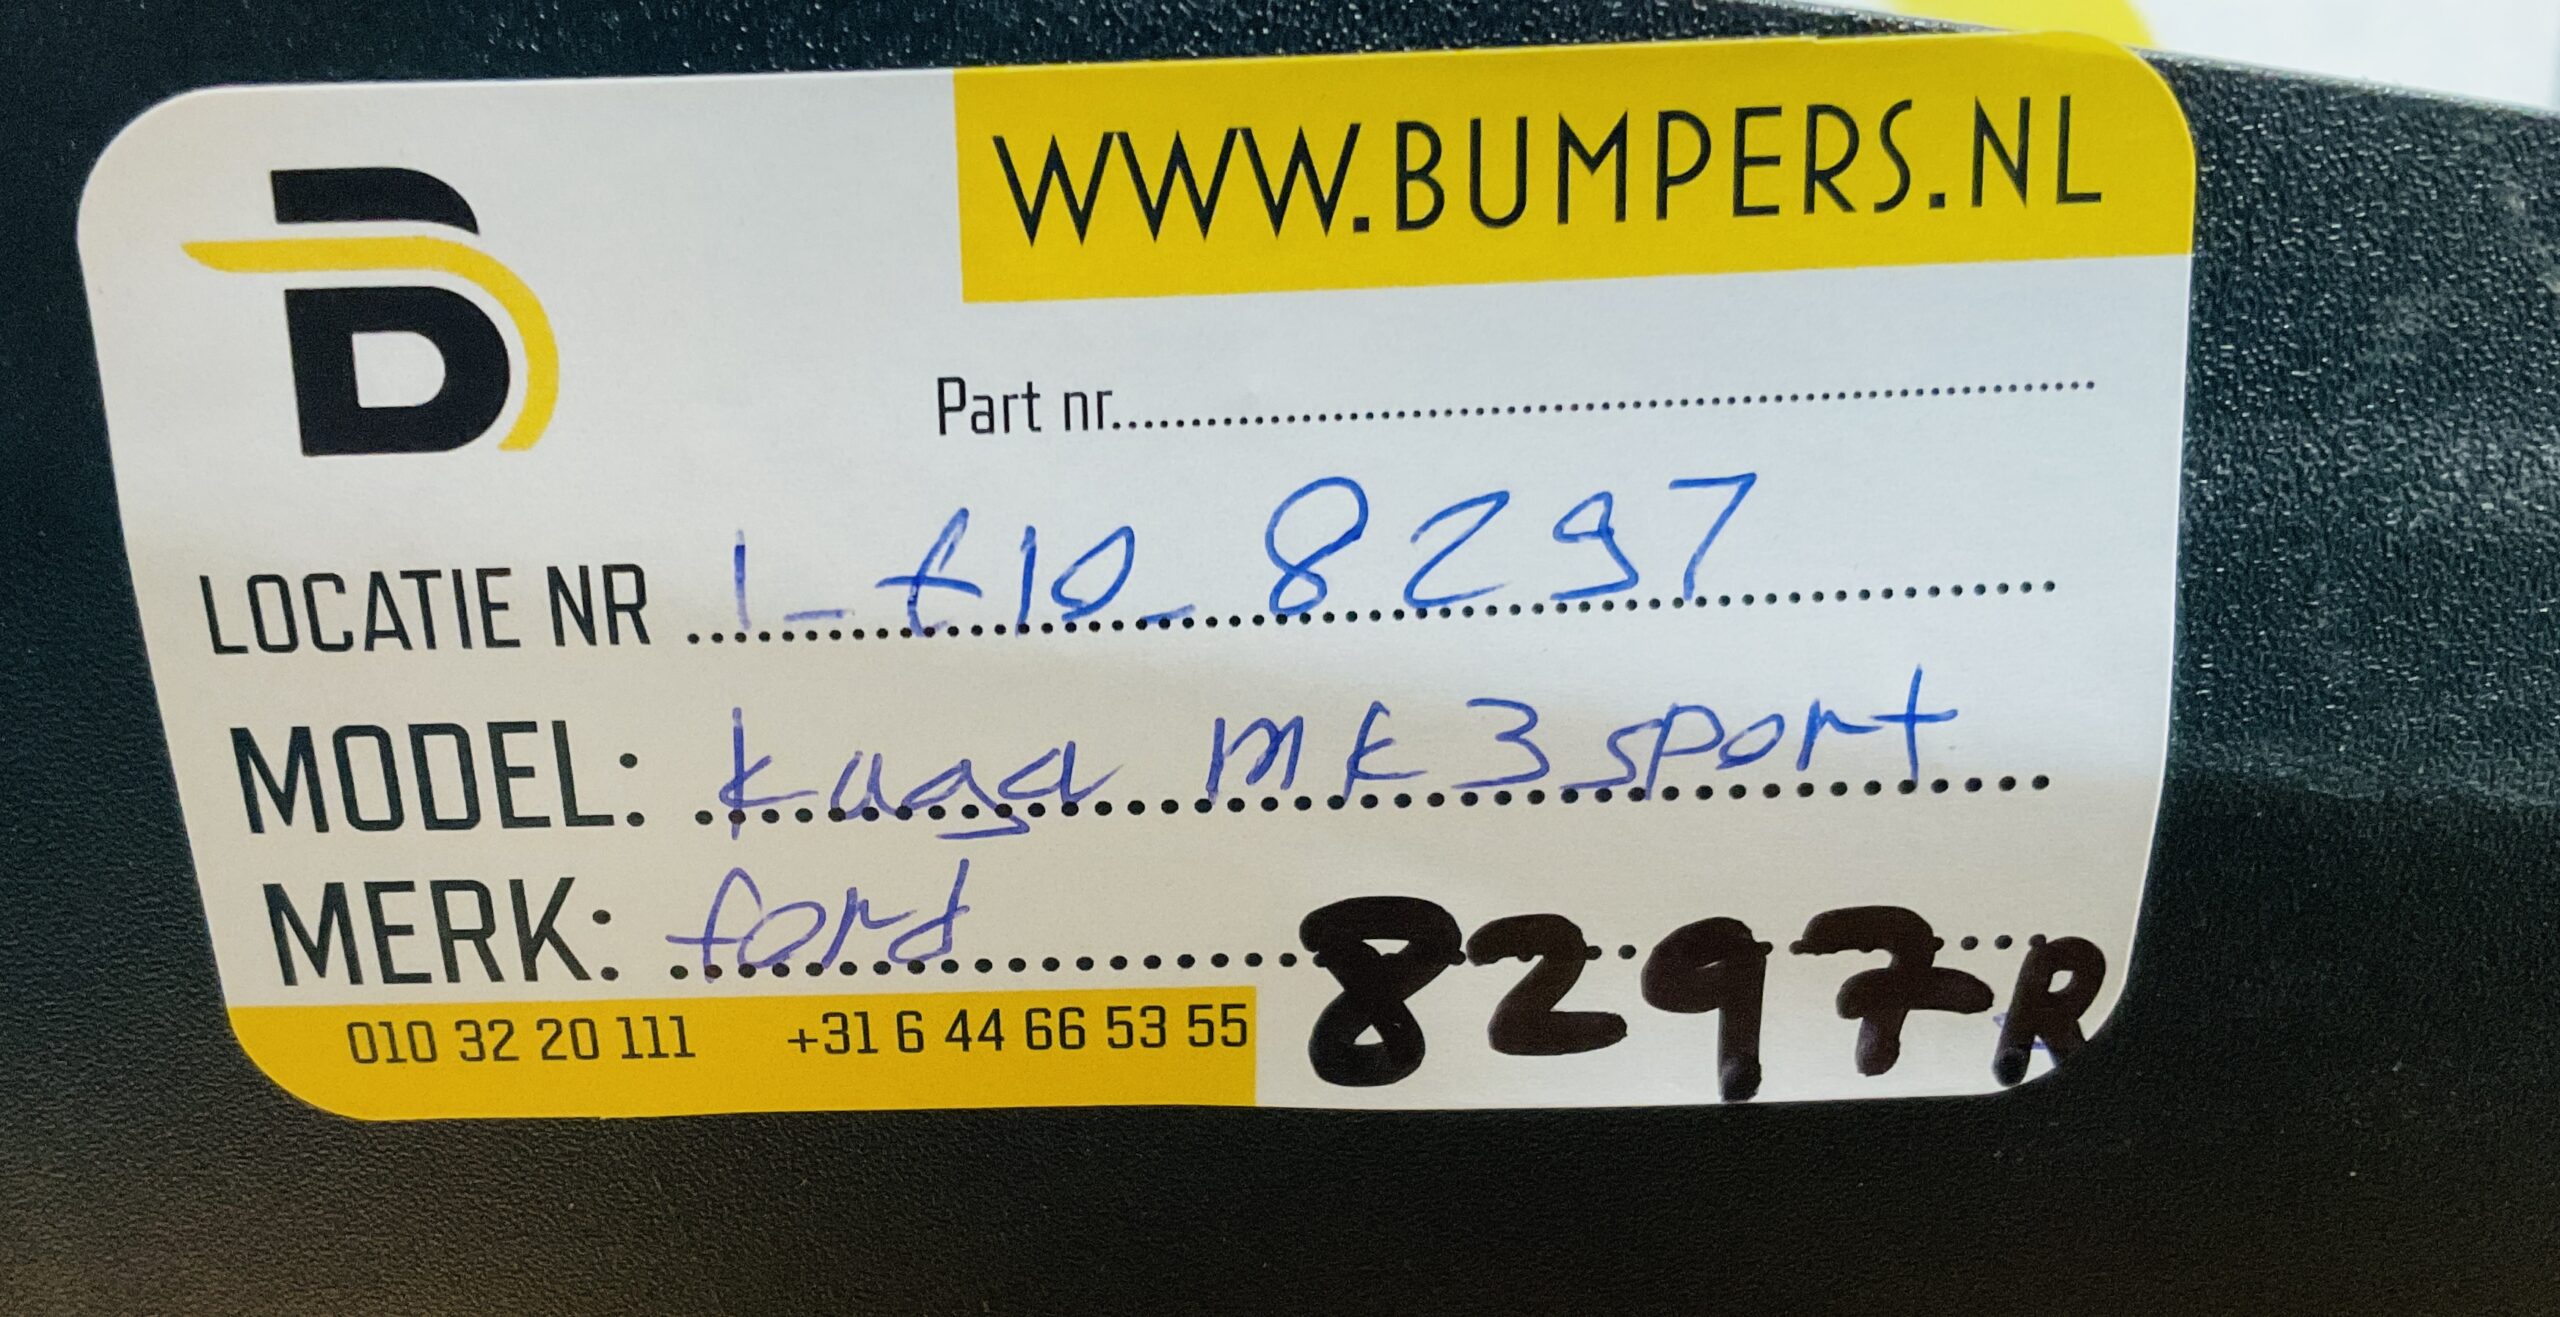 WWW.BUMPERS.NL
Part nr.
LOCATIE NR 1_f10_8297
MODEL: kuga mk3 sport
MERK: ford
8297R
010 32 20 111 +31 6 44 66 53 55